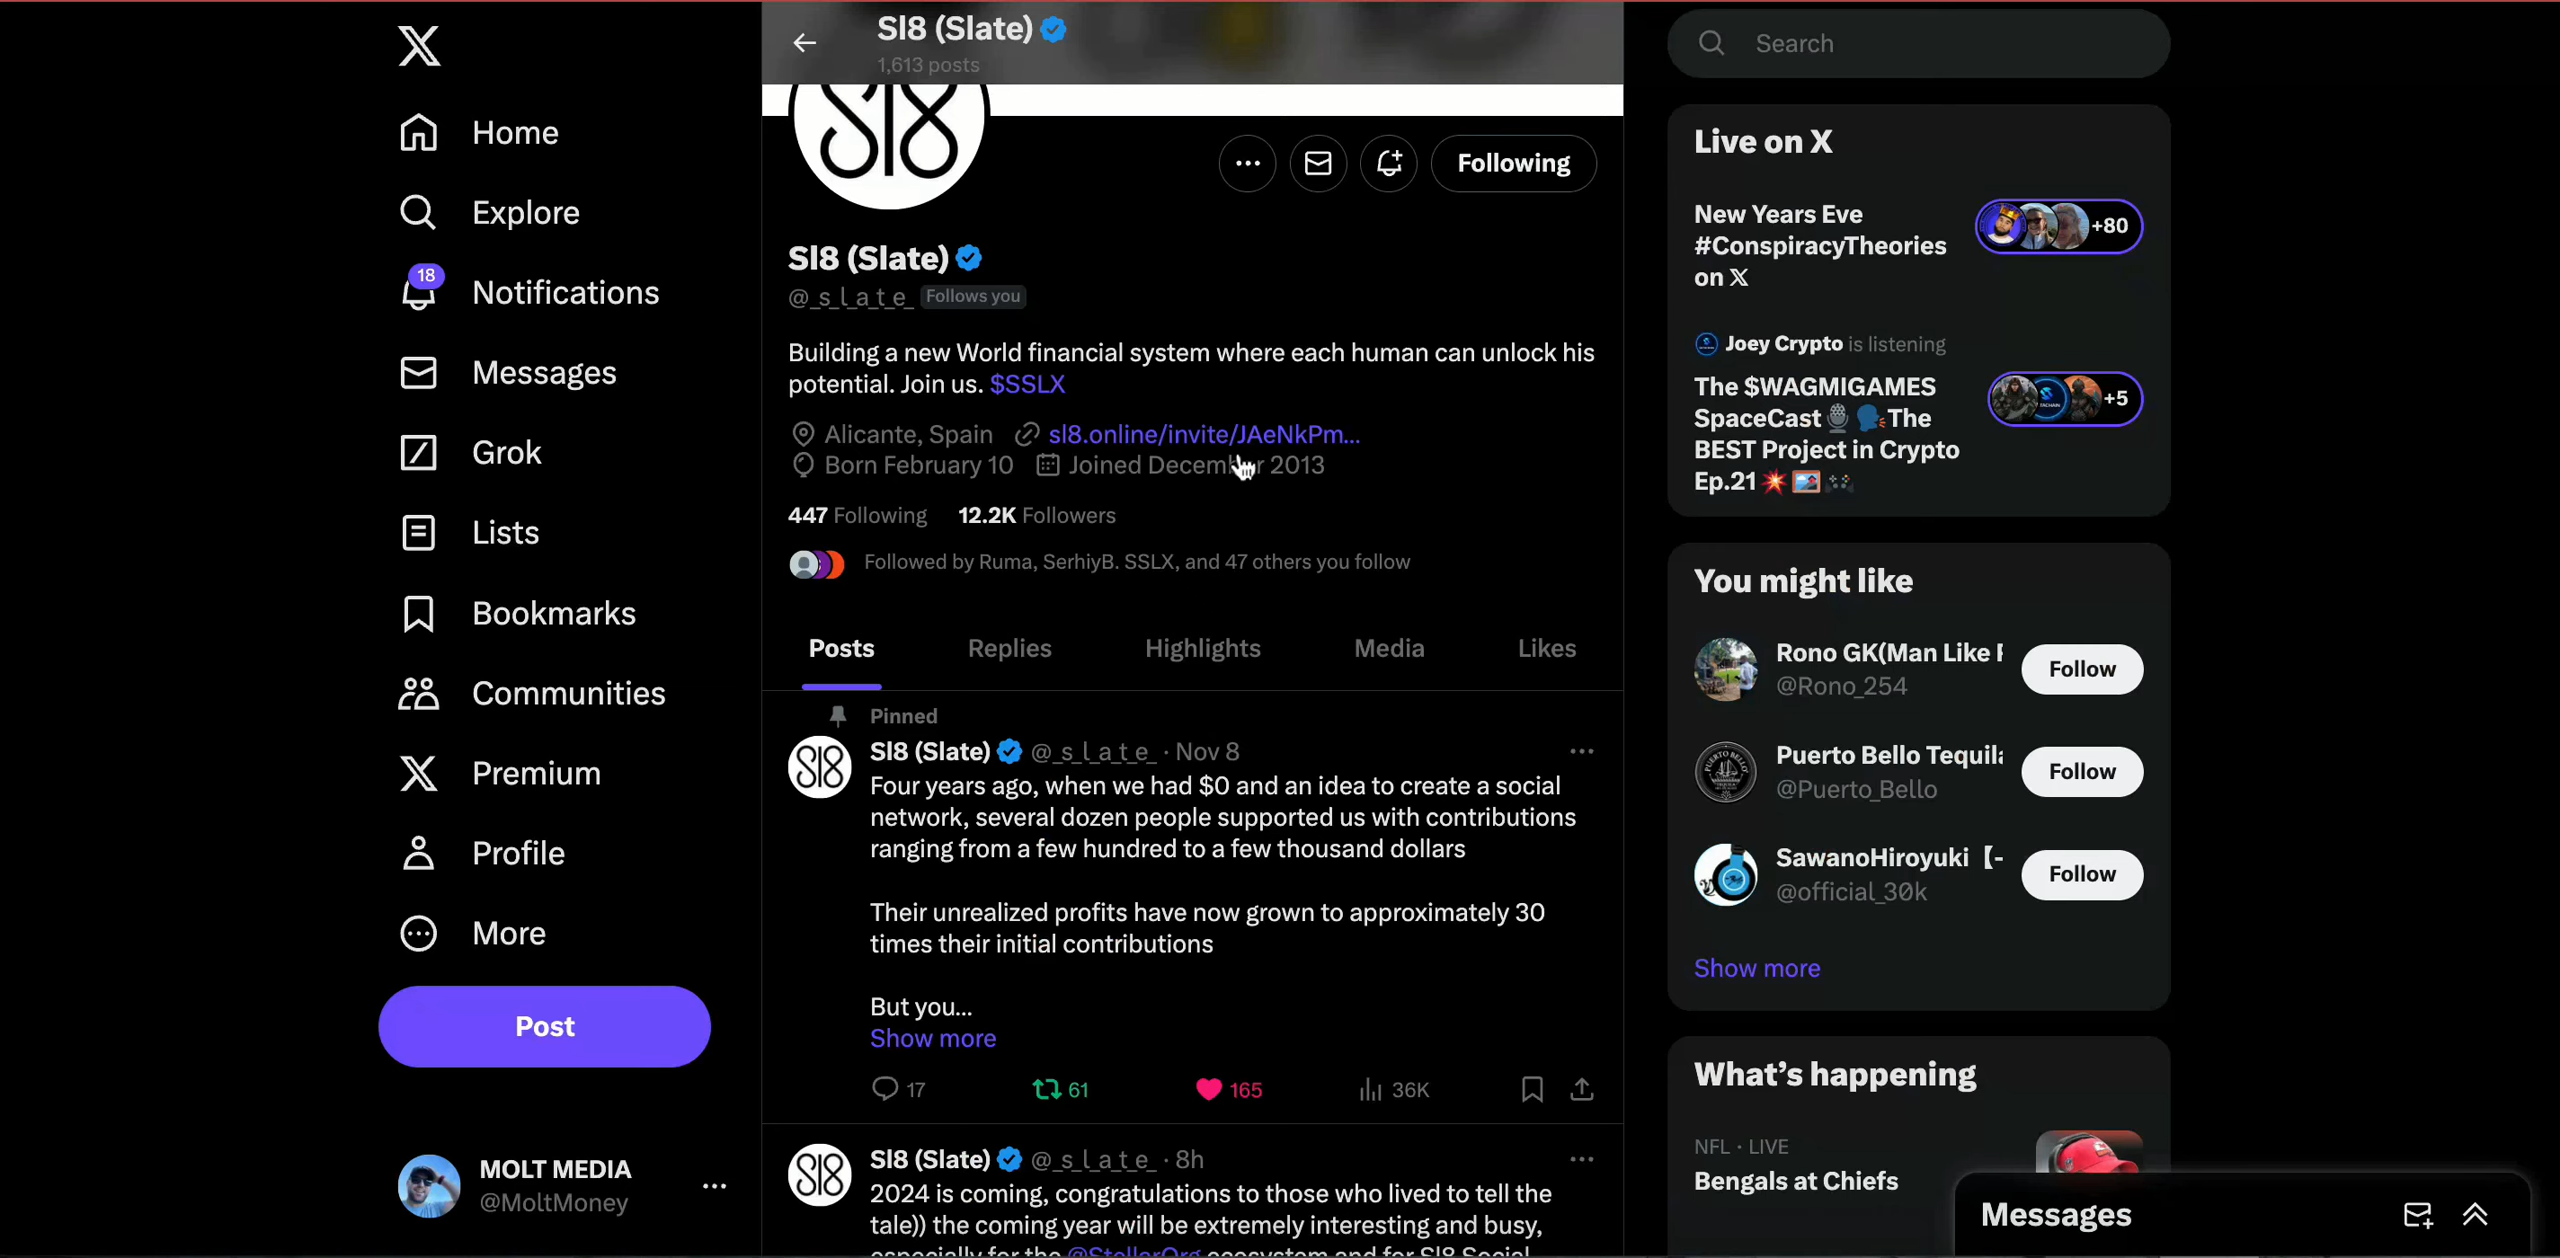 Home
Explore
18
Notifications
Messages
Grok
Lists
Bookmarks
Communities
Premium
Profile
More
Post
MOLT MEDIA
@MoltMoney
Sl8 (Slate)
1,613 posts
Sl8
Following
Sl8 (Slate)
@_s_l_a_t_e_ Follows you
Building a new World financial system where each human can unlock his
potential. Join us. $SSLX
Alicante, Spain sl8.online/invite/JAeNkPm...
Born February 10 Joined December 2013
447 Following 12.2K Followers
Followed by Ruma, SerhiyB. SSLX, and 47 others you follow
Posts Replies Highlights Media Likes
Pinned
Sl8 (Slate) @_s_l_a_t_e_ · Nov 8
Four years ago, when we had $0 and an idea to create a social
network, several dozen people supported us with contributions
ranging from a few hundred to a few thousand dollars
Their unrealized profits have now grown to approximately 30
times their initial contributions
But you...
Show more
17 61 165 36K
Sl8 (Slate) @_s_l_a_t_e_ · 8h
2024 is coming, congratulations to those who lived to tell the
tale)) the coming year will be extremely interesting and busy,
especially for the @StellarOrg ecosystem and for Sl8 Social
Search
Live on X
New Years Eve
#ConspiracyTheories
on X
+80
Joey Crypto is listening
The $WAGMIGAMES
SpaceCast🎙️🗣️The
BEST Project in Crypto
Ep.21💥🖼️🎮
+5
You might like
Rono GK(Man Like
@Rono_254
Follow
Puerto Bello Tequil
@Puerto_Bello
Follow
SawanoHiroyuki【-
@official_30k
Follow
Show more
What's happening
NFL · LIVE
Bengals at Chiefs
Messages